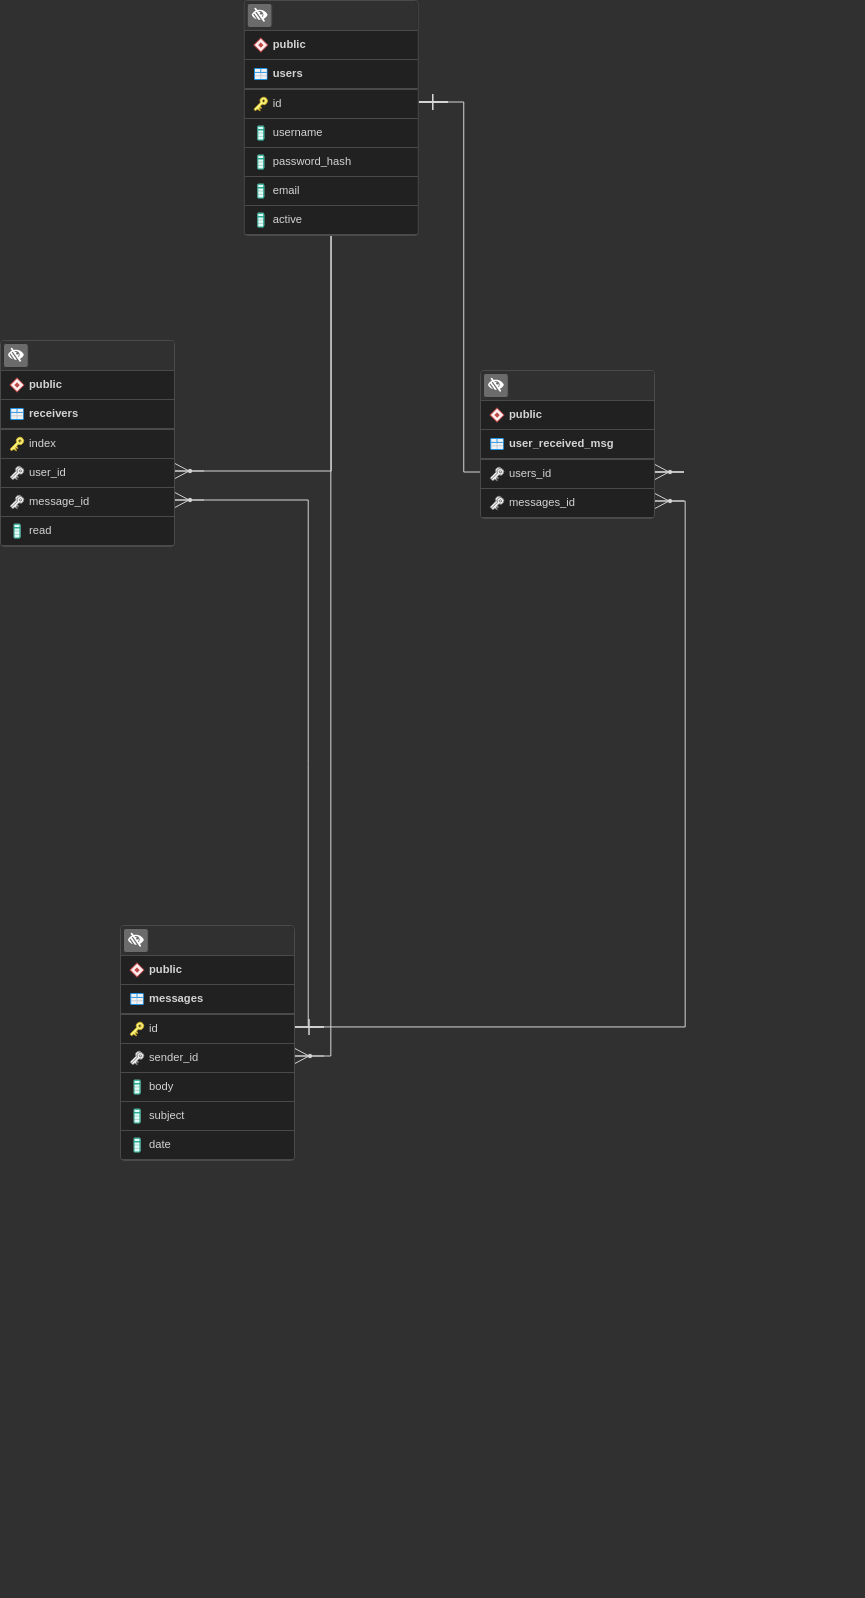 public
users
id
username
password_hash
email
active
public
receivers
index
user_id
message_id
read
public
user_received_msg
users_id
messages_id
public
messages
id
sender_id
body
subject
date